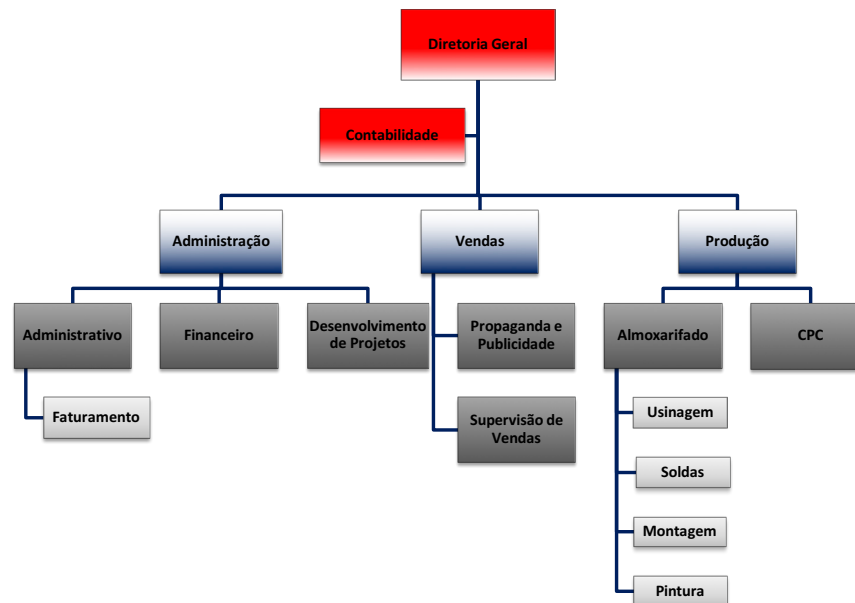 Diretoria Geral
Contabilidade
Administração
Vendas
Produção
Administrativo
Financeiro
Desenvolvimento
de Projetos
Propaganda e
Publicidade
Almoxarifado
CPC
Faturamento
Supervisão de
Vendas
Usinagem
Soldas
Montagem
Pintura